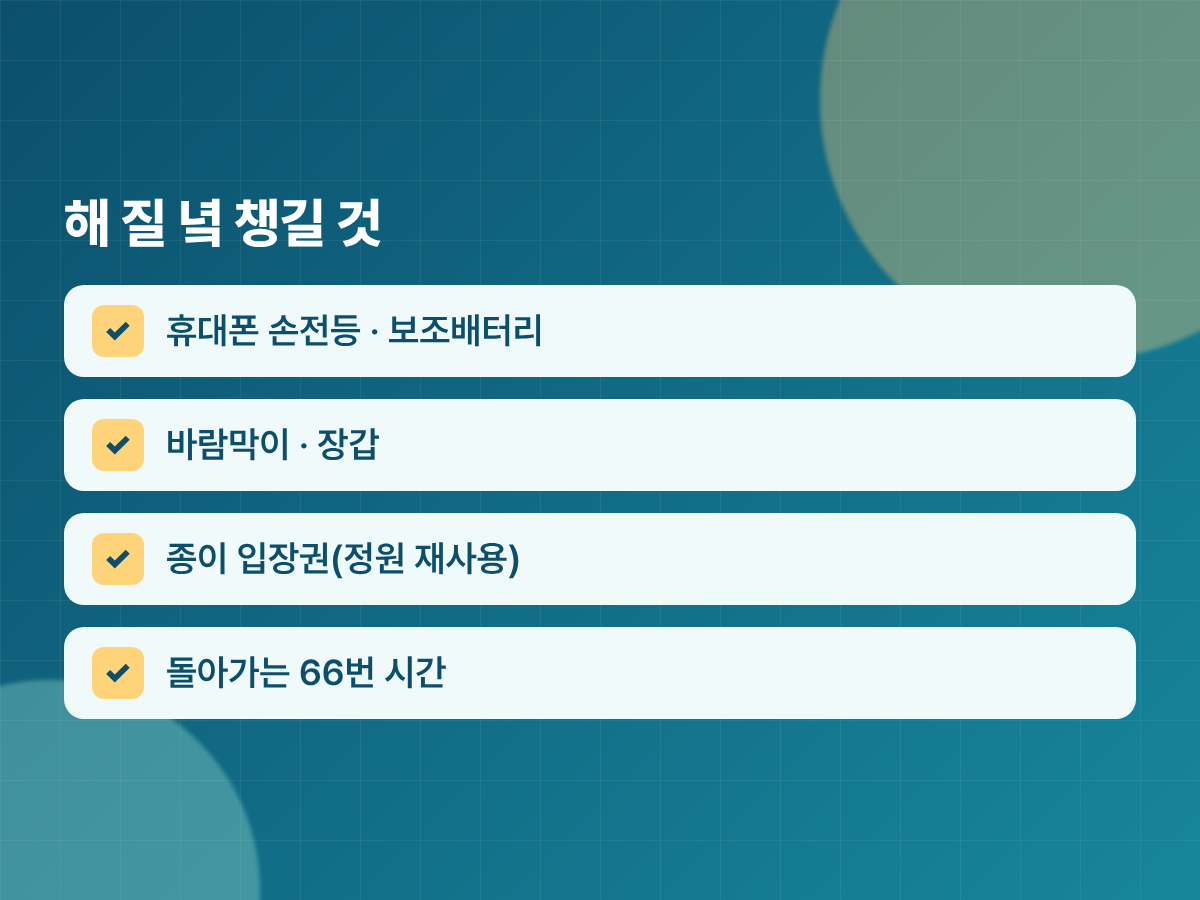 해 질 녘 챙길 것
휴대폰 손전등 · 보조배터리
바람막이 · 장갑
종이 입장권(정원 재사용)
돌아가는 66번 시간